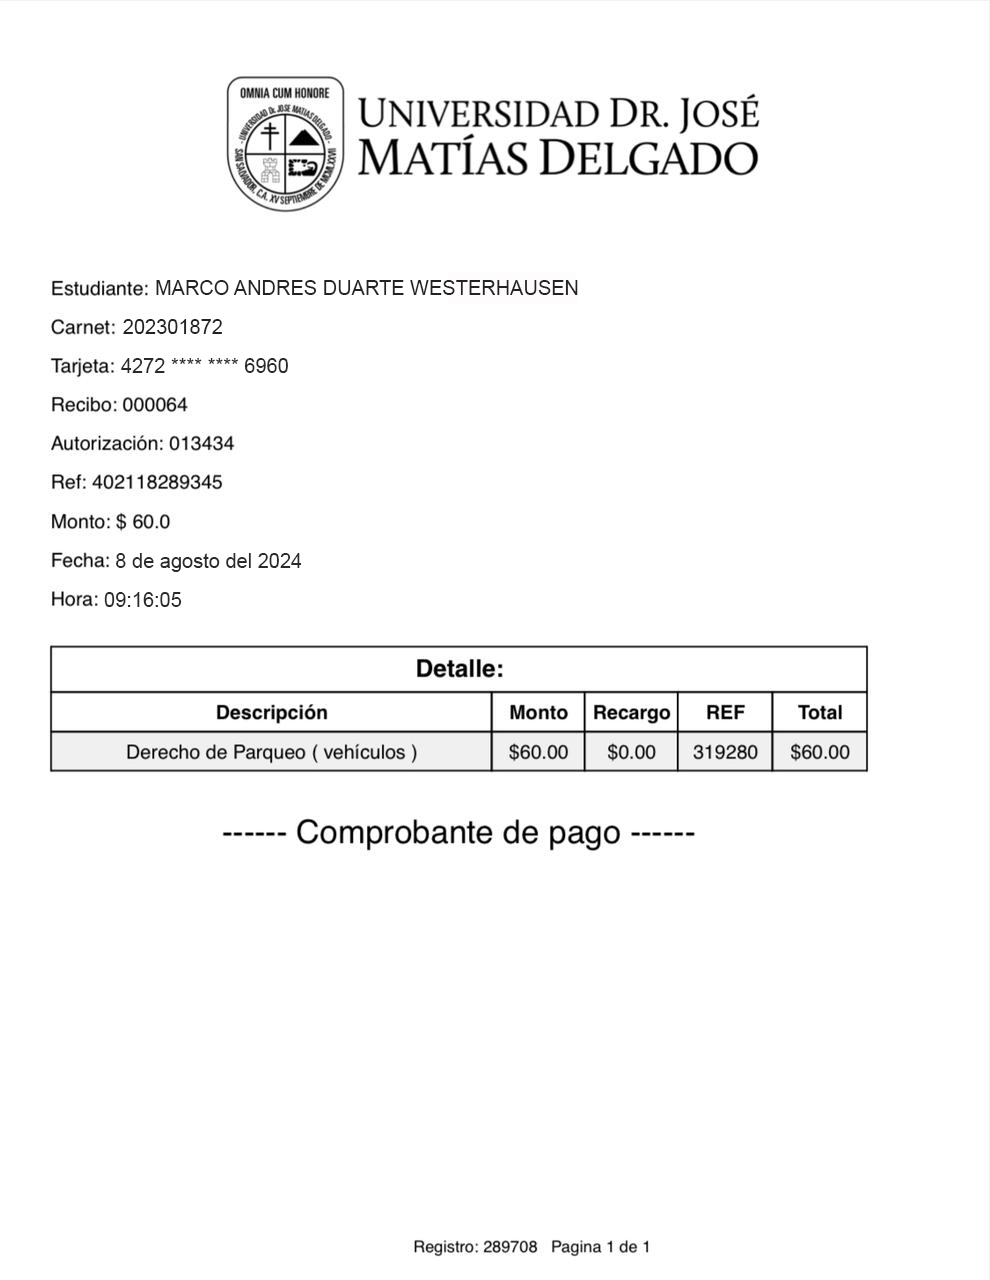 OMNIA CUM HONORE
UNIVERSIDAD Dr. JOSE MATIAS DELGADO
SAN SALVADOR, C.A. XV SEPTIEMBRE DE MCMLXXVII
UNIVERSIDAD DR. JOSÉ
MATÍAS DELGADO
Estudiante: MARCO ANDRES DUARTE WESTERHAUSEN
Carnet: 202301872
Tarjeta: 4272 **** **** 6960
Recibo: 000064
Autorización: 013434
Ref: 402118289345
Monto: $ 60.0
Fecha: 8 de agosto del 2024
Hora: 09:16:05
Detalle:
Descripción Monto Recargo REF Total
Derecho de Parqueo ( vehículos ) $60.00 $0.00 319280 $60.00
------ Comprobante de pago ------
Registro: 289708 Pagina 1 de 1